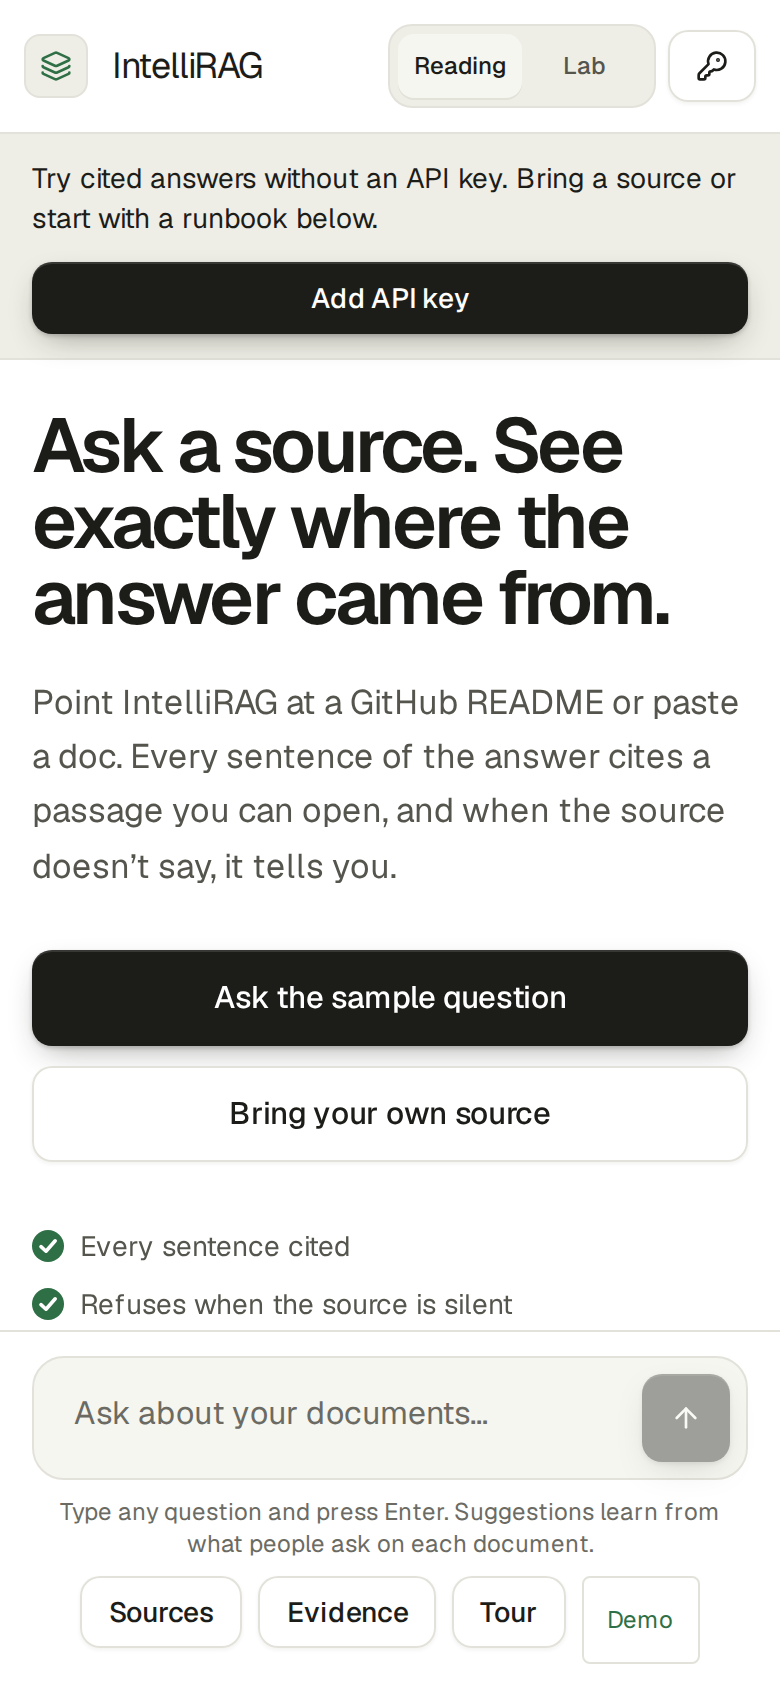 IntelliRAG
Reading
Lab
Try cited answers without an API key. Bring a source or
start with a runbook below.
Add API key
Ask a source. See
exactly where the
answer came from.
Point IntelliRAG at a GitHub README or paste
a doc. Every sentence of the answer cites a
passage you can open, and when the source
doesn’t say, it tells you.
Ask the sample question
Bring your own source
Every sentence cited
Refuses when the source is silent
Ask about your documents…
Type any question and press Enter. Suggestions learn from
what people ask on each document.
Sources
Evidence
Tour
Demo